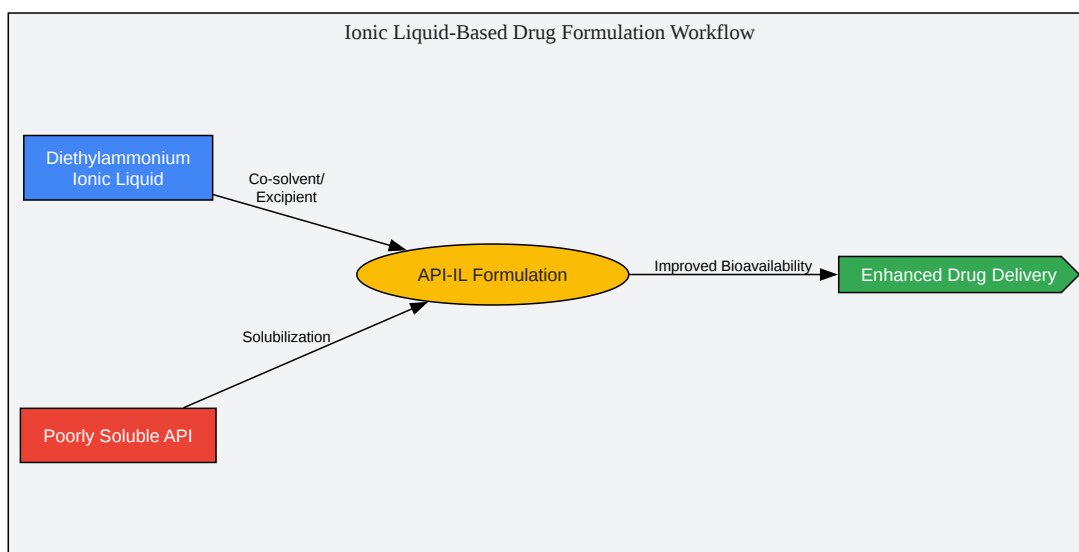 Ionic Liquid-Based Drug Formulation Workflow
Diethylammonium
Ionic Liquid
Co-solvent/
Excipient
API-IL Formulation
Improved Bioavailability
Enhanced Drug Delivery
Solubilization
Poorly Soluble API